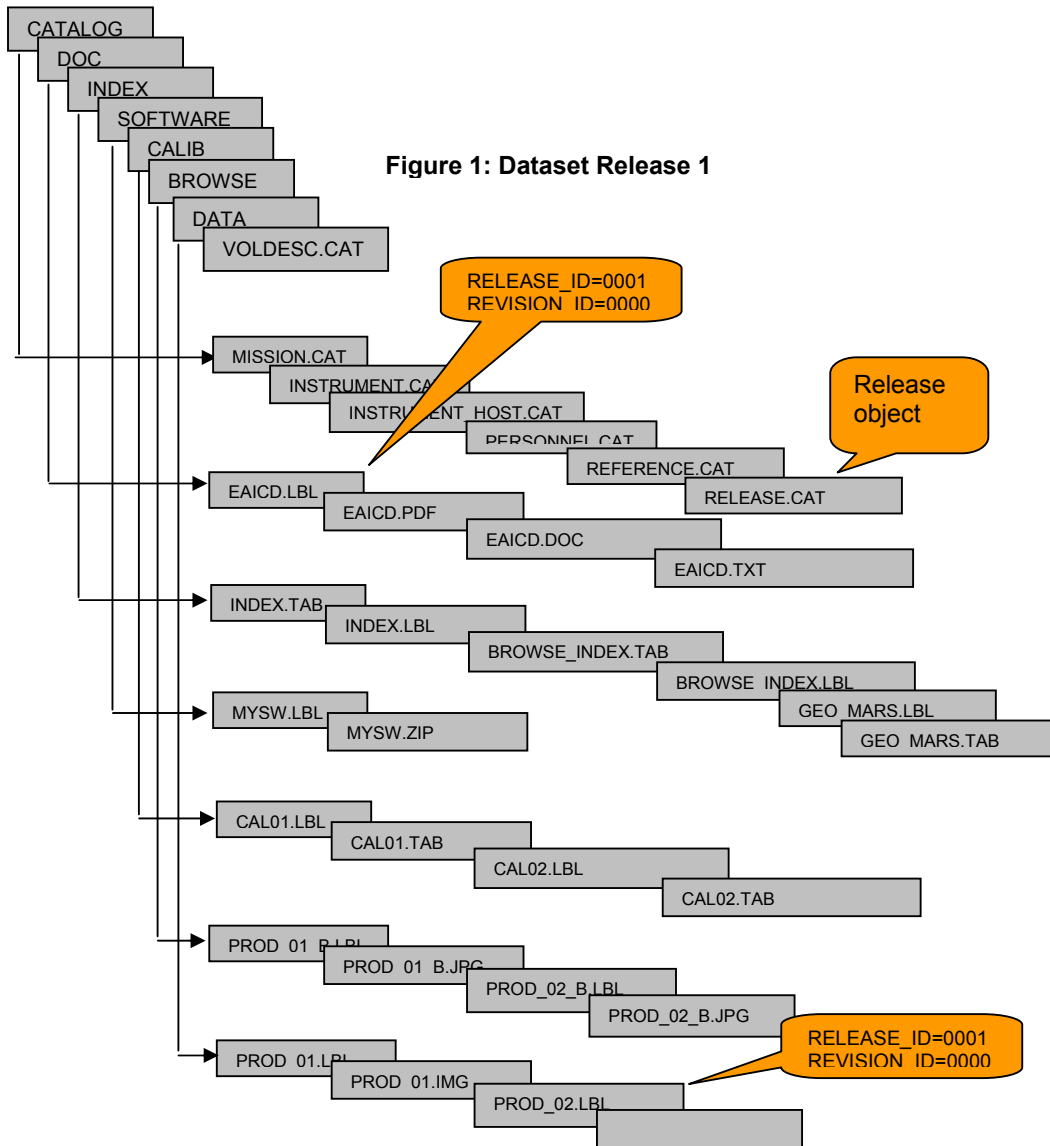 CATALOG
DOC
INDEX
SOFTWARE
CALIB
BROWSE
DATA
VOLDESC.CAT
Figure 1: Dataset Release 1
RELEASE_ID=0001
REVISION_ID=0000
MISSION.CAT
INSTRUMENT.CAT
INSTRUMENT_HOST.CAT
PERSONNEL.CAT
REFERENCE.CAT
RELEASE.CAT
Release
object
EAICD.LBL
EAICD.PDF
EAICD.DOC
EAICD.TXT
INDEX.TAB
INDEX.LBL
BROWSE_INDEX.TAB
BROWSE_INDEX.LBL
GEO_MARS.LBL
GEO_MARS.TAB
MYSW.LBL
MYSW.ZIP
CAL01.LBL
CAL01.TAB
CAL02.LBL
CAL02.TAB
PROD_01_B.LBL
PROD_01_B.JPG
PROD_02_B.LBL
PROD_02_B.JPG
PROD_01.LBL
PROD_01.IMG
PROD_02.LBL
RELEASE_ID=0001
REVISION_ID=0000